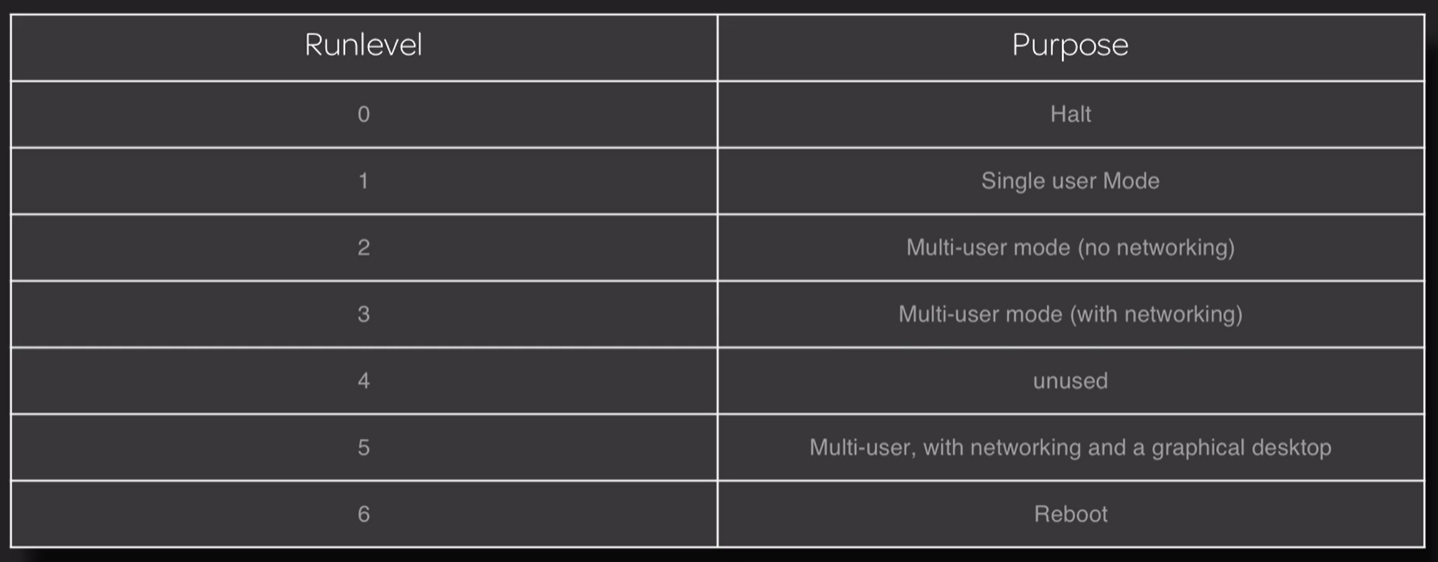 Runlevel Purpose
0 Halt
1 Single user Mode
2 Multi-user mode (no networking)
3 Multi-user mode (with networking)
4 unused
5 Multi-user, with networking and a graphical desktop
6 Reboot